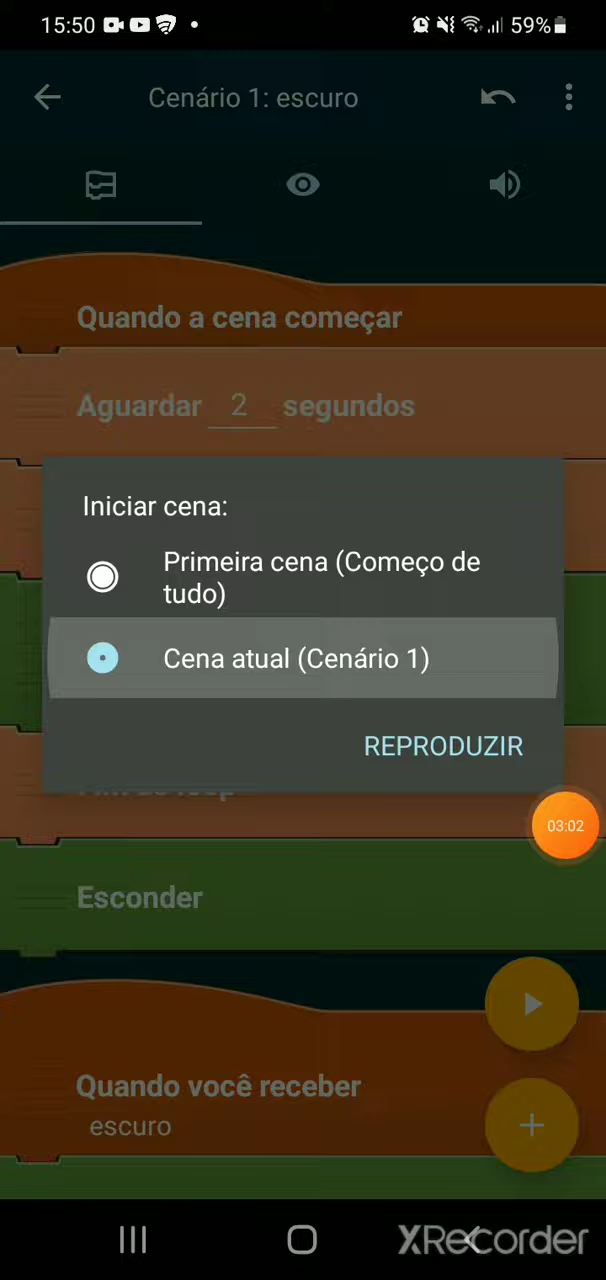 15:50
59%
Cenário 1: escuro
Quando a cena começar
Aguardar 2 segundos
Iniciar cena:
Primeira cena (Começo de
tudo)
Cena atual (Cenário 1)
REPRODUZIR
03:02
Esconder
Quando você receber
escuro
XRecorder